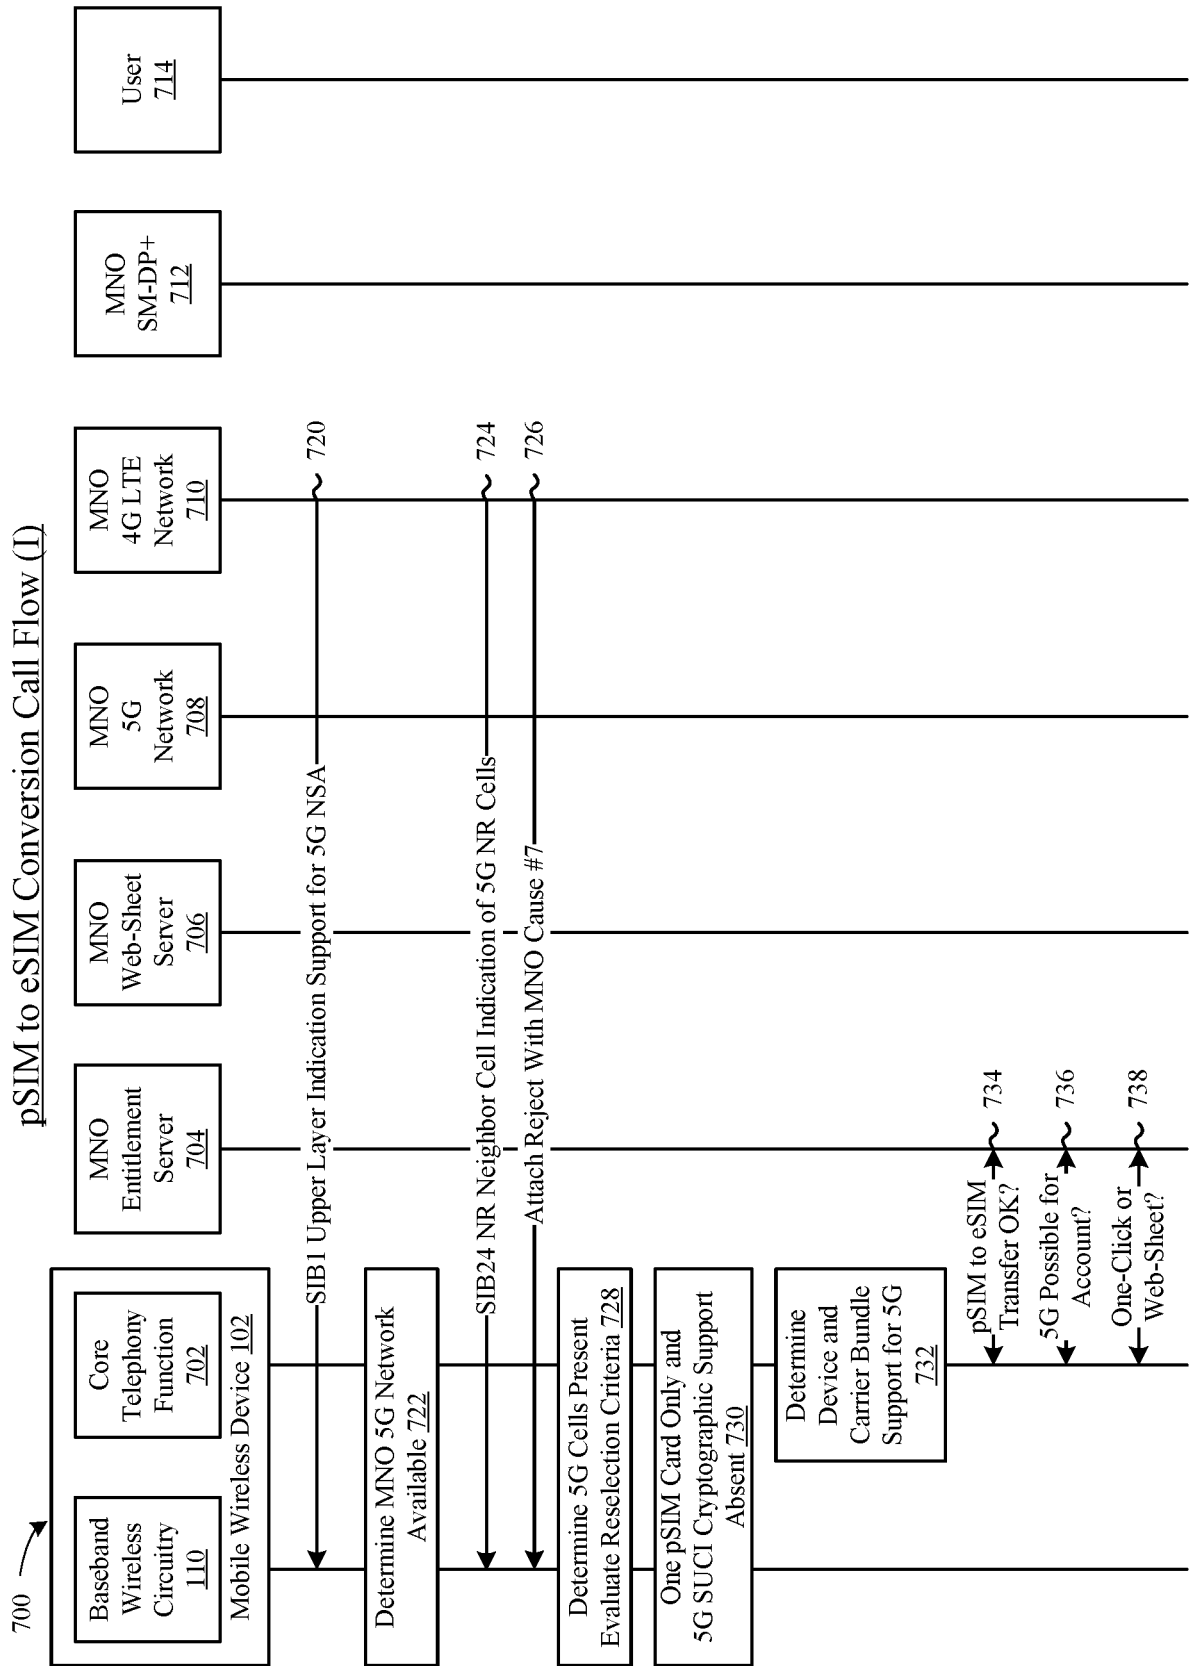 pSIM to eSIM Conversion Call Flow (I)
700
Baseband
Wireless
Circuitry
110
Core
Telephony
Function
702
Mobile Wireless Device 102
MNO
Entitlement
Server
704
MNO
Web-Sheet
Server
706
MNO
5G
Network
708
MNO
4G LTE
Network
710
MNO
SM-DP+
712
User
714
SIB1 Upper Layer Indication Support for 5G NSA
720
Determine MNO 5G Network
Available 722
SIB24 NR Neighbor Cell Indication of 5G NR Cells
724
Attach Reject With MNO Cause #7
726
Determine 5G Cells Present
Evaluate Reselection Criteria 728
One pSIM Card Only and
5G SUCI Cryptographic Support
Absent 730
Determine
Device and
Carrier Bundle
Support for 5G
732
pSIM to eSIM
Transfer OK?
734
5G Possible for
Account?
736
One-Click or
Web-Sheet?
738